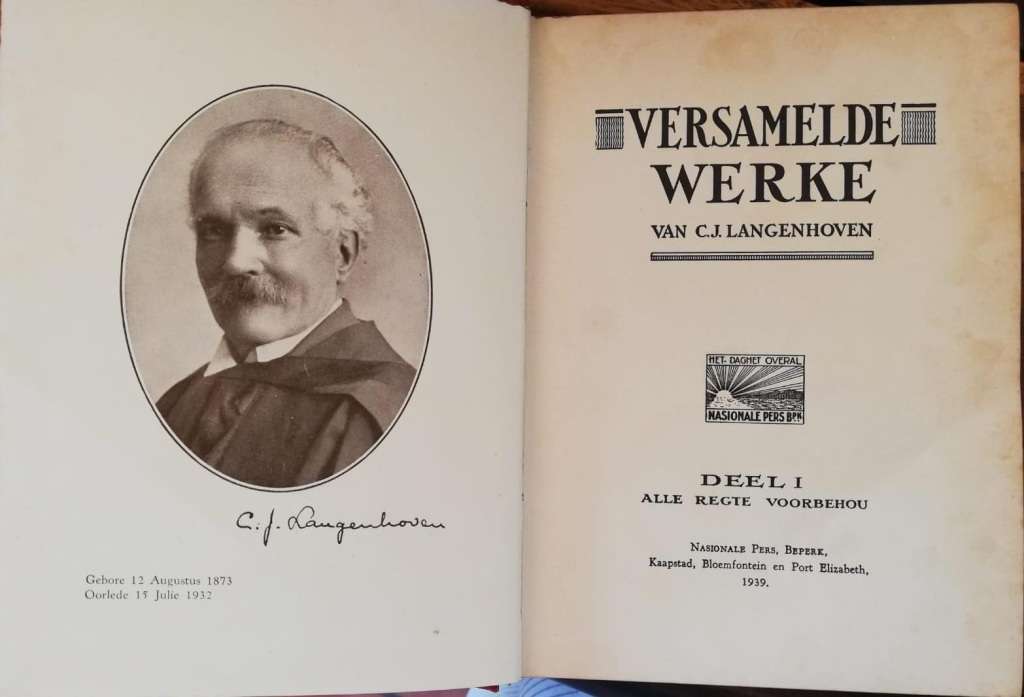 C. J. Langenhoven
Gebore 12 Augustus 1873
Oorlede 15 Julie 1932
VERSAMELDE
WERKE
VAN C.J. LANGENHOVEN
HET DAGHET OVERAL
NASIONALE PERS BPK.
DEEL I
ALLE REGTE VOORBEHOU
NASIONALE PERS, BEPERK,
Kaapstad, Bloemfontein en Port Elizabeth,
1939.